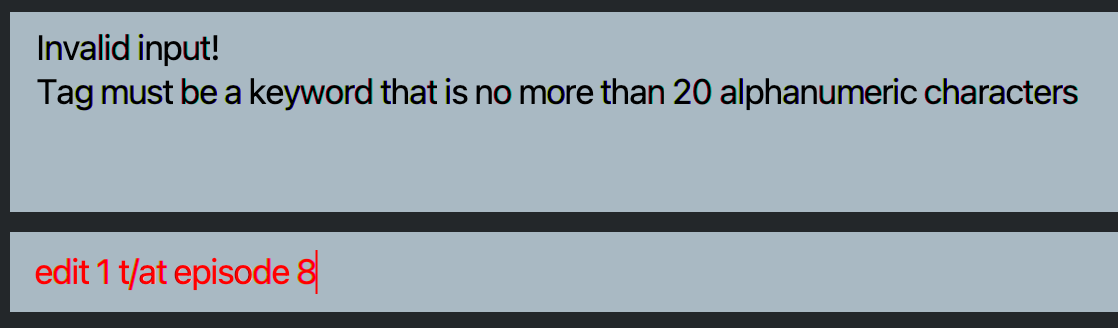 Invalid input!
Tag must be a keyword that is no more than 20 alphanumeric characters
edit 1 t/at episode 8